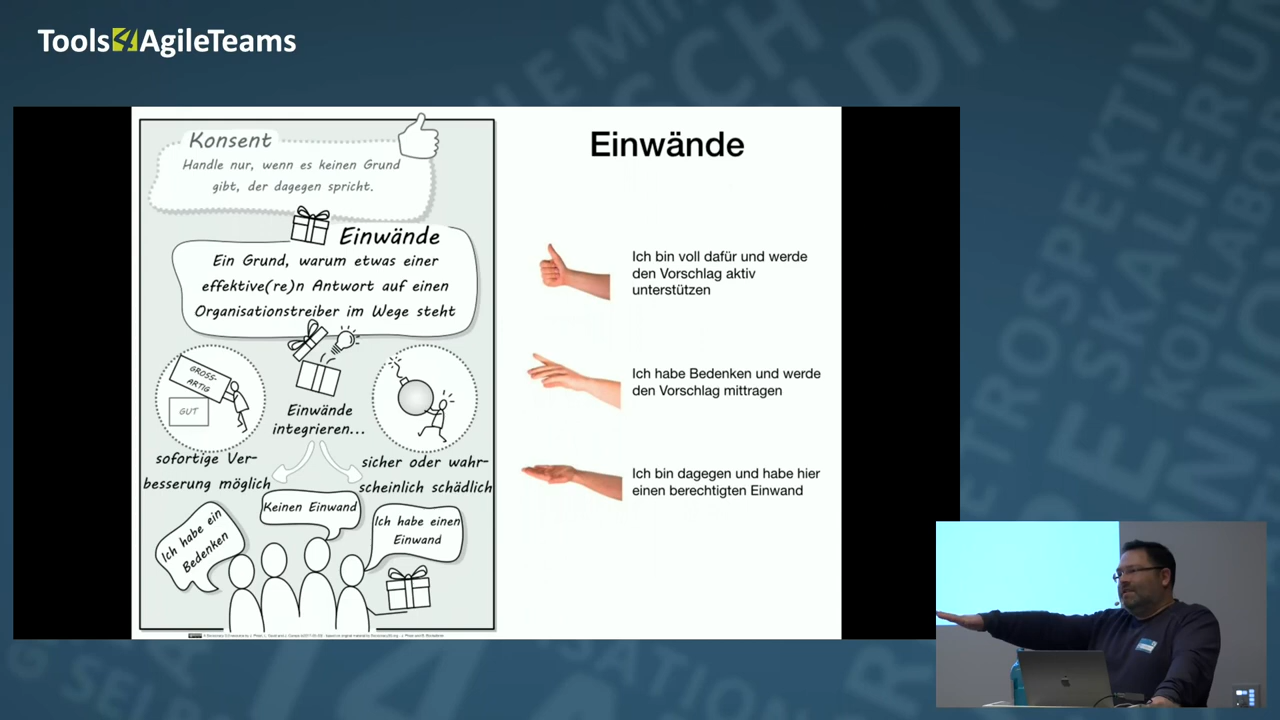 Tools4AgileTeams
Konsent
Handle nur, wenn es keinen Grund
gibt, der dagegen spricht.
Einwände
Ein Grund, warum etwas einer
effektive(re)n Antwort auf einen
Organisationstreiber im Wege steht
GROSS-
ARTIG
GUT
Einwände
integrieren...
sofortige Ver-
besserung möglich
sicher oder wahr-
scheinlich schädlich
Ich habe ein
Bedenken
Keinen Einwand
Ich habe einen
Einwand
Einwände
Ich bin voll dafür und werde
den Vorschlag aktiv
unterstützen
Ich habe Bedenken und werde
den Vorschlag mittragen
Ich bin dagegen und habe hier
einen berechtigten Einwand